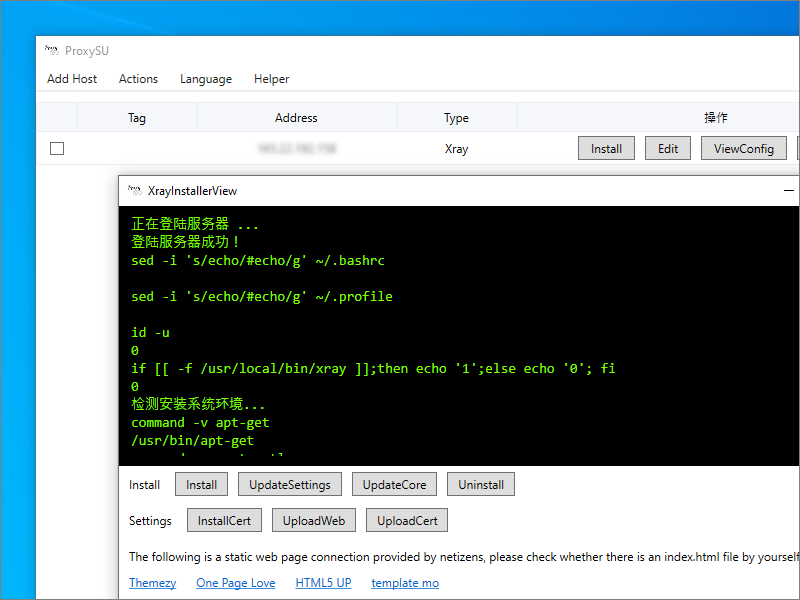 ProxySU
Add Host Actions Language Helper
Tag Address Type 操作
Xray Install Edit ViewConfig
XrayInstallerView
正在登陆服务器 ...
登陆服务器成功！
sed -i 's/echo/#echo/g' ~/.bashrc
sed -i 's/echo/#echo/g' ~/.profile
id -u
0
if [[ -f /usr/local/bin/xray ]];then echo '1';else echo '0'; fi
0
检测安装系统环境...
command -v apt-get
/usr/bin/apt-get
Install Install UpdateSettings UpdateCore Uninstall
Settings InstallCert UploadWeb UploadCert
The following is a static web page connection provided by netizens, please check whether there is an index.html file by yourself
Themezy One Page Love HTML5 UP template mo